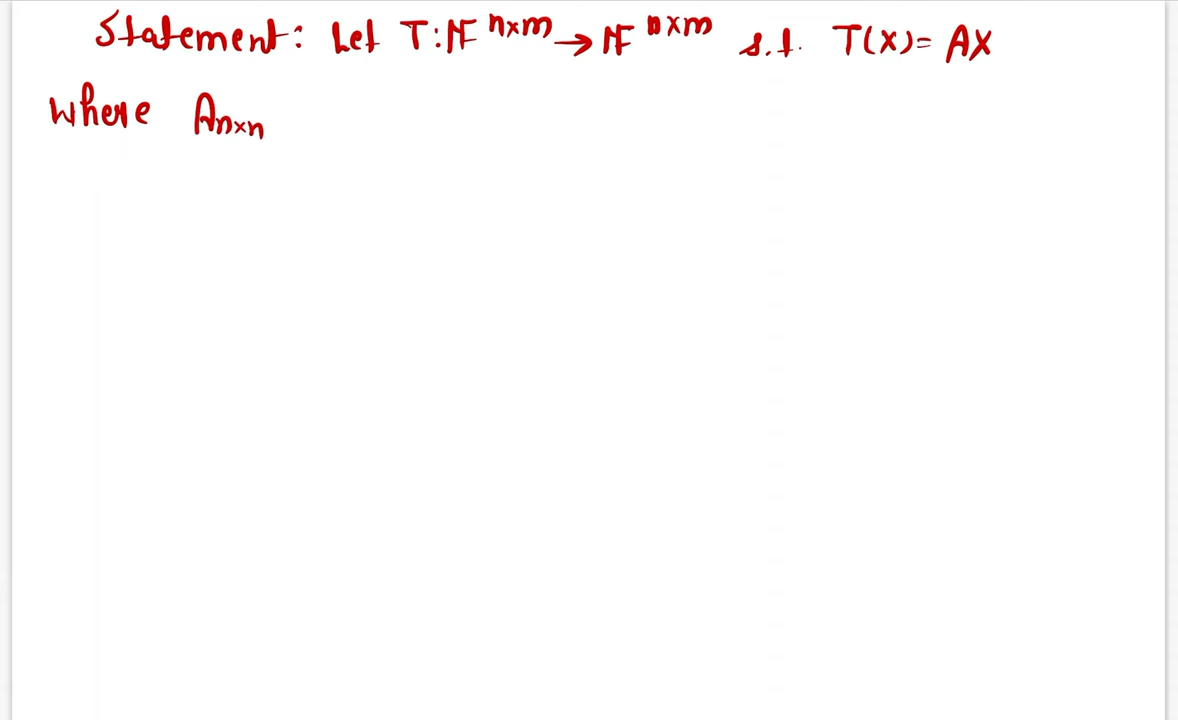 Statement: Let T: 𝔽^{n×m} → 𝔽^{n×m} s.t. T(X) = AX
where A_{n×n}